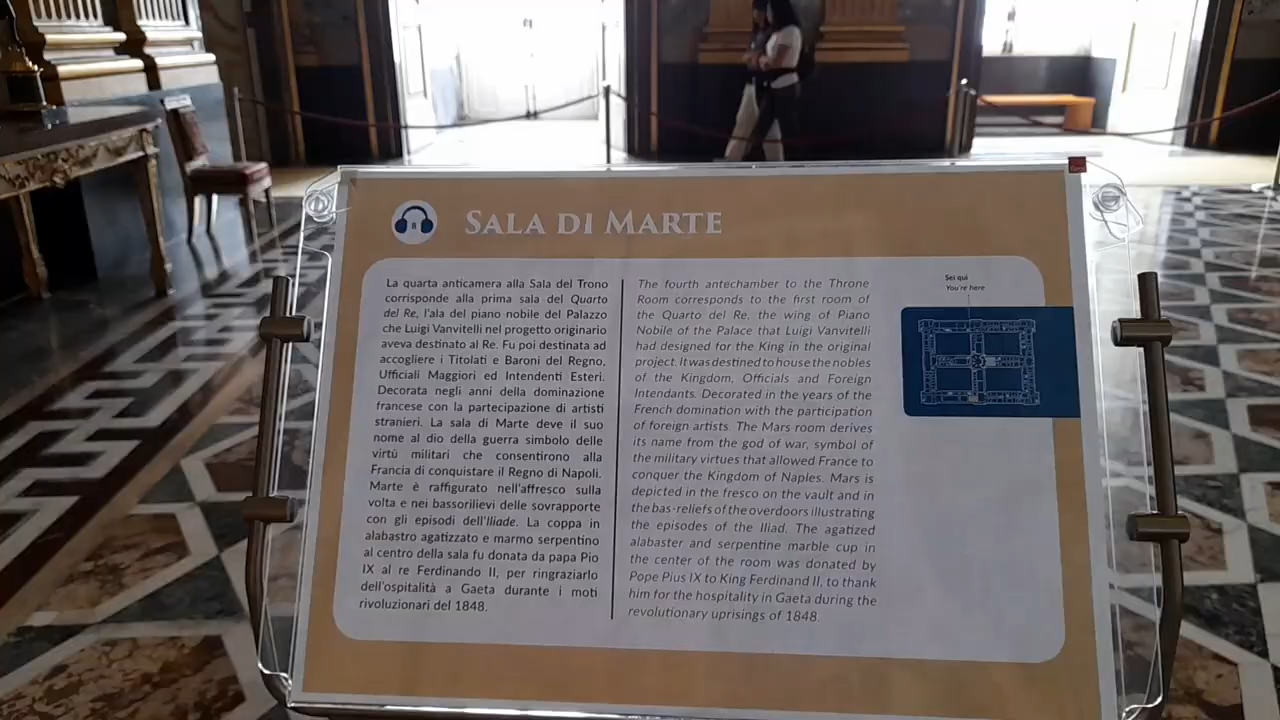 SALA DI MARTE
La quarta anticamera alla Sala del Trono
corrisponde alla prima sala del Quarto
del Re, l'ala del piano nobile del Palazzo
che Luigi Vanvitelli nel progetto originario
aveva destinato al Re. Fu poi destinata ad
accogliere i Titolati e Baroni del Regno,
Ufficiali Maggiori ed Intendenti Esteri.
Decorata negli anni della dominazione
francese con la partecipazione di artisti
stranieri. La sala di Marte deve il suo
nome al dio della guerra simbolo delle
virtù militari che consentirono alla
Francia di conquistare il Regno di Napoli.
Marte è raffigurato nell'affresco sulla
volta e nei bassorilievi delle sovrapporte
con gli episodi dell'Iliade. La coppa in
alabastro agatizzato e marmo serpentino
al centro della sala fu donata da papa Pio
IX al re Ferdinando II, per ringraziarlo
dell'ospitalità a Gaeta durante i moti
rivoluzionari del 1848.
The fourth antechamber to the Throne
Room corresponds to the first room of
the Quarto del Re, the wing of Piano
Nobile of the Palace that Luigi Vanvitelli
had designed for the King in the original
project. It was destined to house the nobles
of the Kingdom, Officials and Foreign
Intendants. Decorated in the years of the
French domination with the participation
of foreign artists. The Mars room derives
its name from the god of war, symbol of
the military virtues that allowed France to
conquer the Kingdom of Naples. Mars is
depicted in the fresco on the vault and in
the bas-reliefs of the overdoors illustrating
the episodes of the Iliad. The agatized
alabaster and serpentine marble cup in
the center of the room was donated by
Pope Pius IX to King Ferdinand II, to thank
him for the hospitality in Gaeta during the
revolutionary uprisings of 1848.
Sei qui
You're here